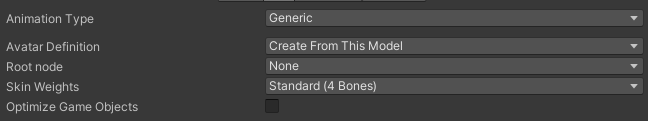 Animation Type Generic
Avatar Definition Create From This Model
Root node None
Skin Weights Standard (4 Bones)
Optimize Game Objects